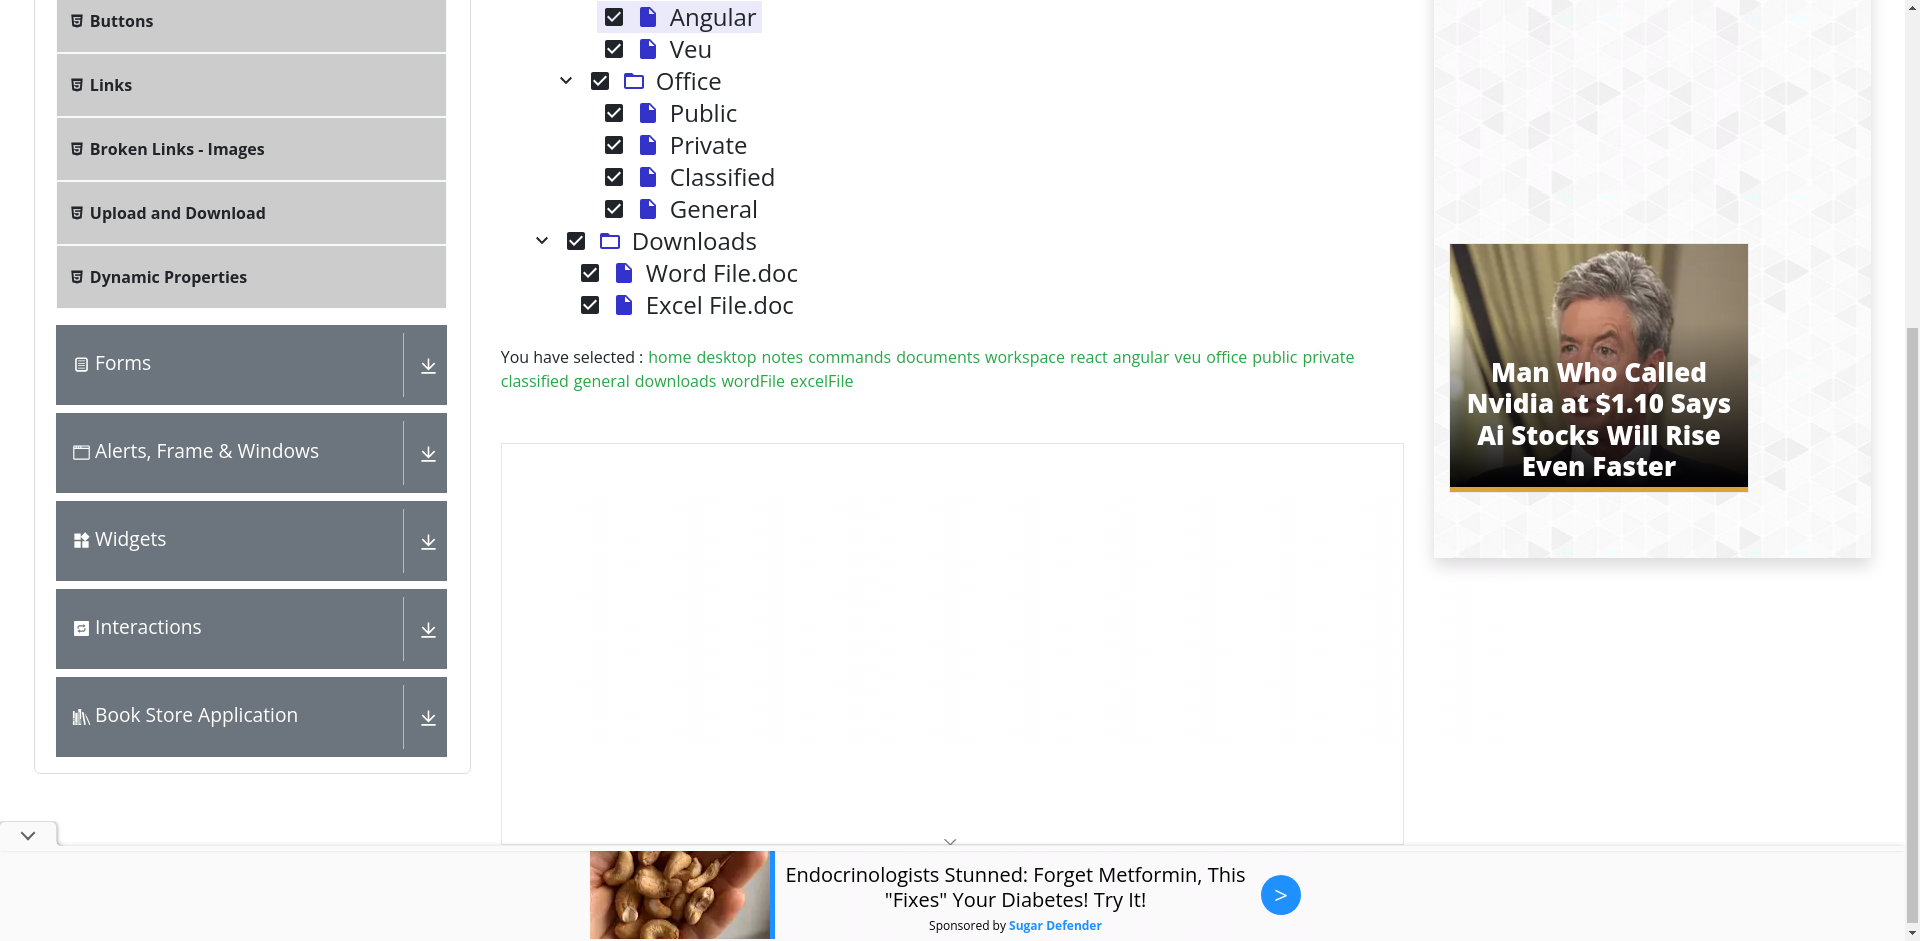 Buttons
Links
Broken Links - Images
Upload and Download
Dynamic Properties
Forms
Alerts, Frame & Windows
Widgets
Interactions
Book Store Application
Angular
Veu
Office
Public
Private
Classified
General
Downloads
Word File.doc
Excel File.doc
You have selected : home desktop notes commands documents workspace react angular veu office public private
classified general downloads wordFile excelFile
Man Who Called
Nvidia at $1.10 Says
Ai Stocks Will Rise
Even Faster
Endocrinologists Stunned: Forget Metformin, This
"Fixes" Your Diabetes! Try It!
Sponsored by Sugar Defender
>